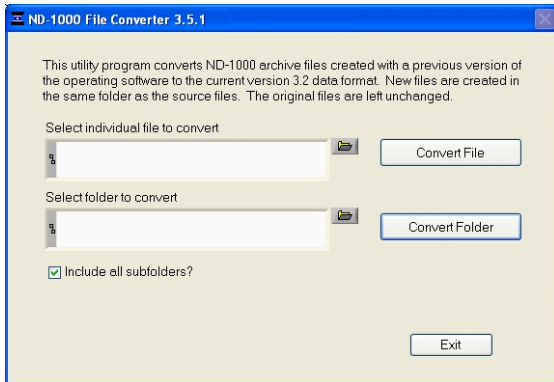 ND-1000 File Converter 3.5.1
This utility program converts ND-1000 archive files created with a previous version of
the operating software to the current version 3.2 data format. New files are created in
the same folder as the source files. The original files are left unchanged.
Select individual file to convert
Convert File
Select folder to convert
Convert Folder
Include all subfolders?
Exit